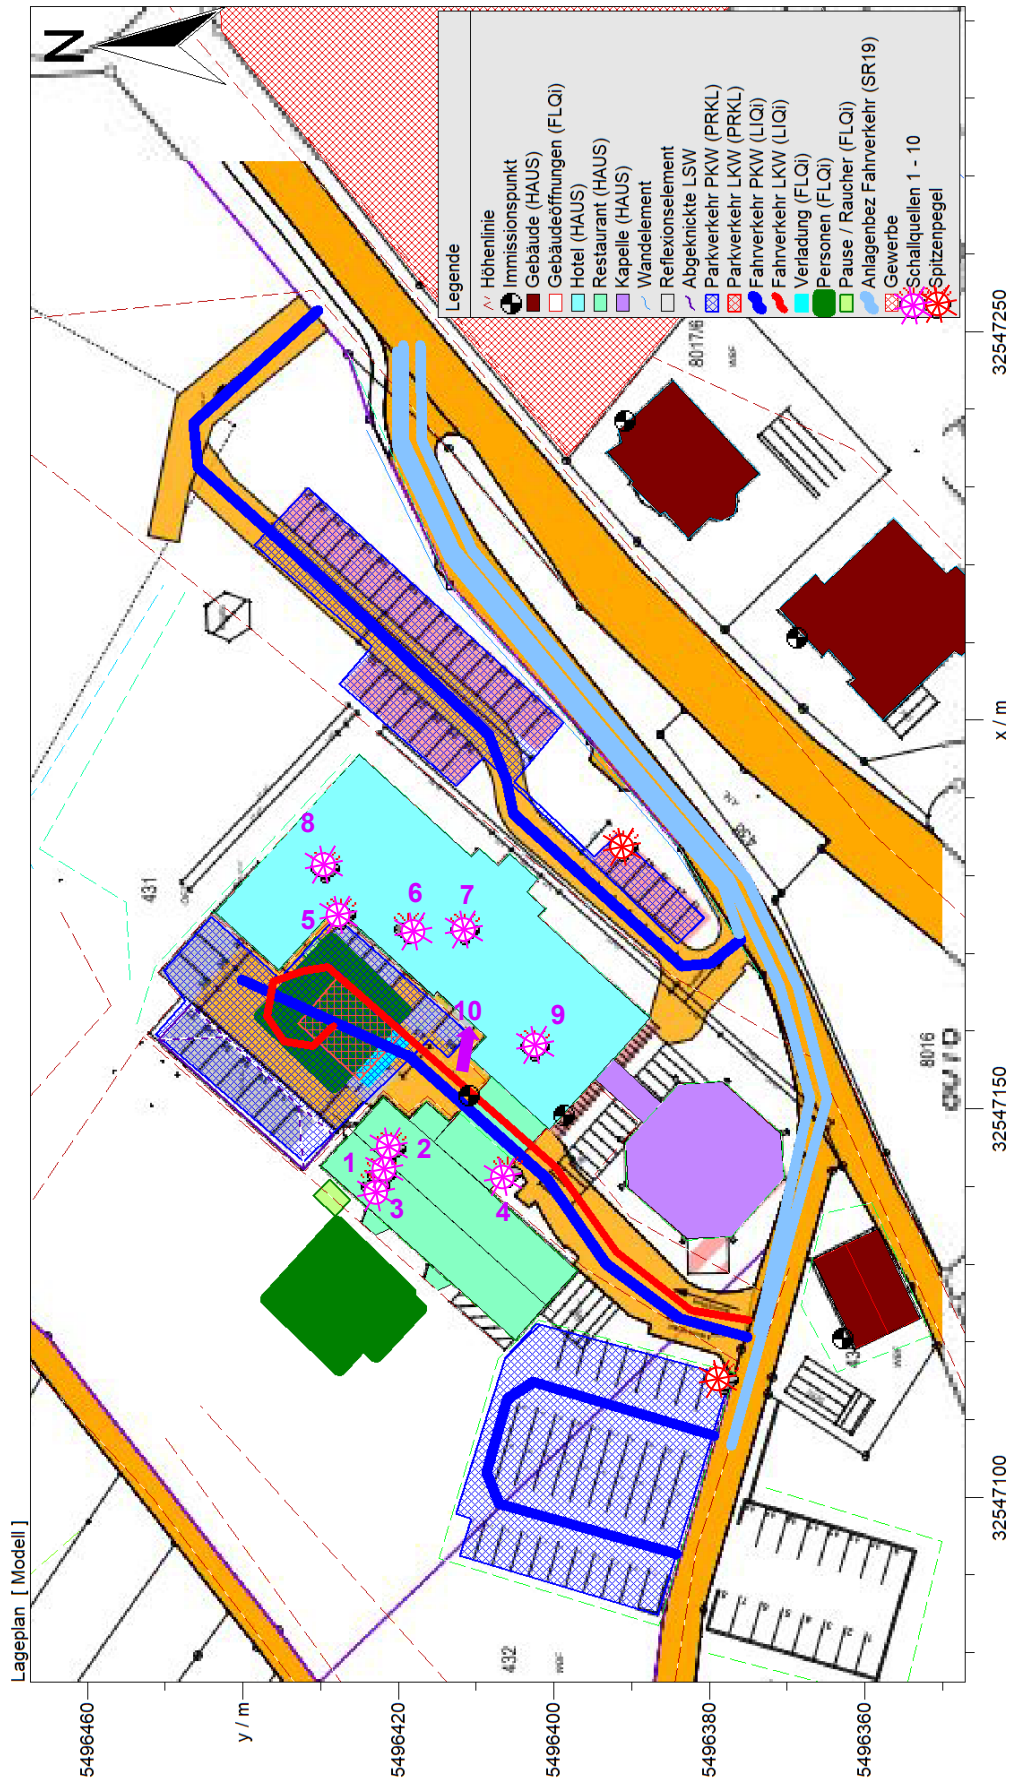 Lageplan [ Modell ]
N
Legende
Höhenlinie
Immissionspunkt
Gebäude (HAUS)
Gebäudeöffnungen (FLQi)
Hotel (HAUS)
Restaurant (HAUS)
Kapelle (HAUS)
Wandelement
Reflexionselement
Abgeknickte LSW
Parkverkehr PKW (PRKL)
Parkverkehr LKW (PRKL)
Fahrverkehr PKW (LIQi)
Fahrverkehr LKW (LIQi)
Verladung (FLQi)
Personen (FLQi)
Pause / Raucher (FLQi)
Anlagenbez Fahrverkehr (SR19)
Gewerbe
Schallquellen 1 - 10
Spitzenpegel
8017/6
431
8
5
6
7
10
9
1
2
3
4
436
8016
432
5496460
y / m
5496420
5496400
5496380
5496360
32547100
32547150
x / m
32547250